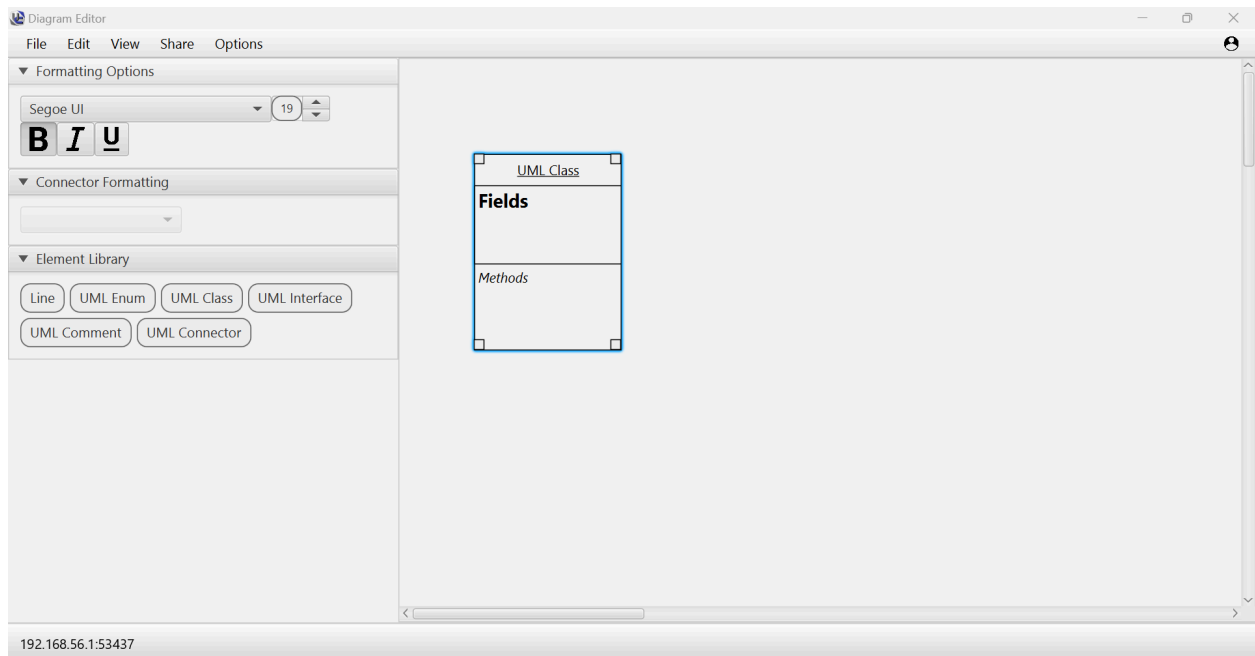 Diagram Editor
File Edit View Share Options
Formatting Options
Segoe UI 19
B I U
Connector Formatting
Element Library
Line UML Enum UML Class UML Interface
UML Comment UML Connector
UML Class
Fields
Methods
192.168.56.1:53437